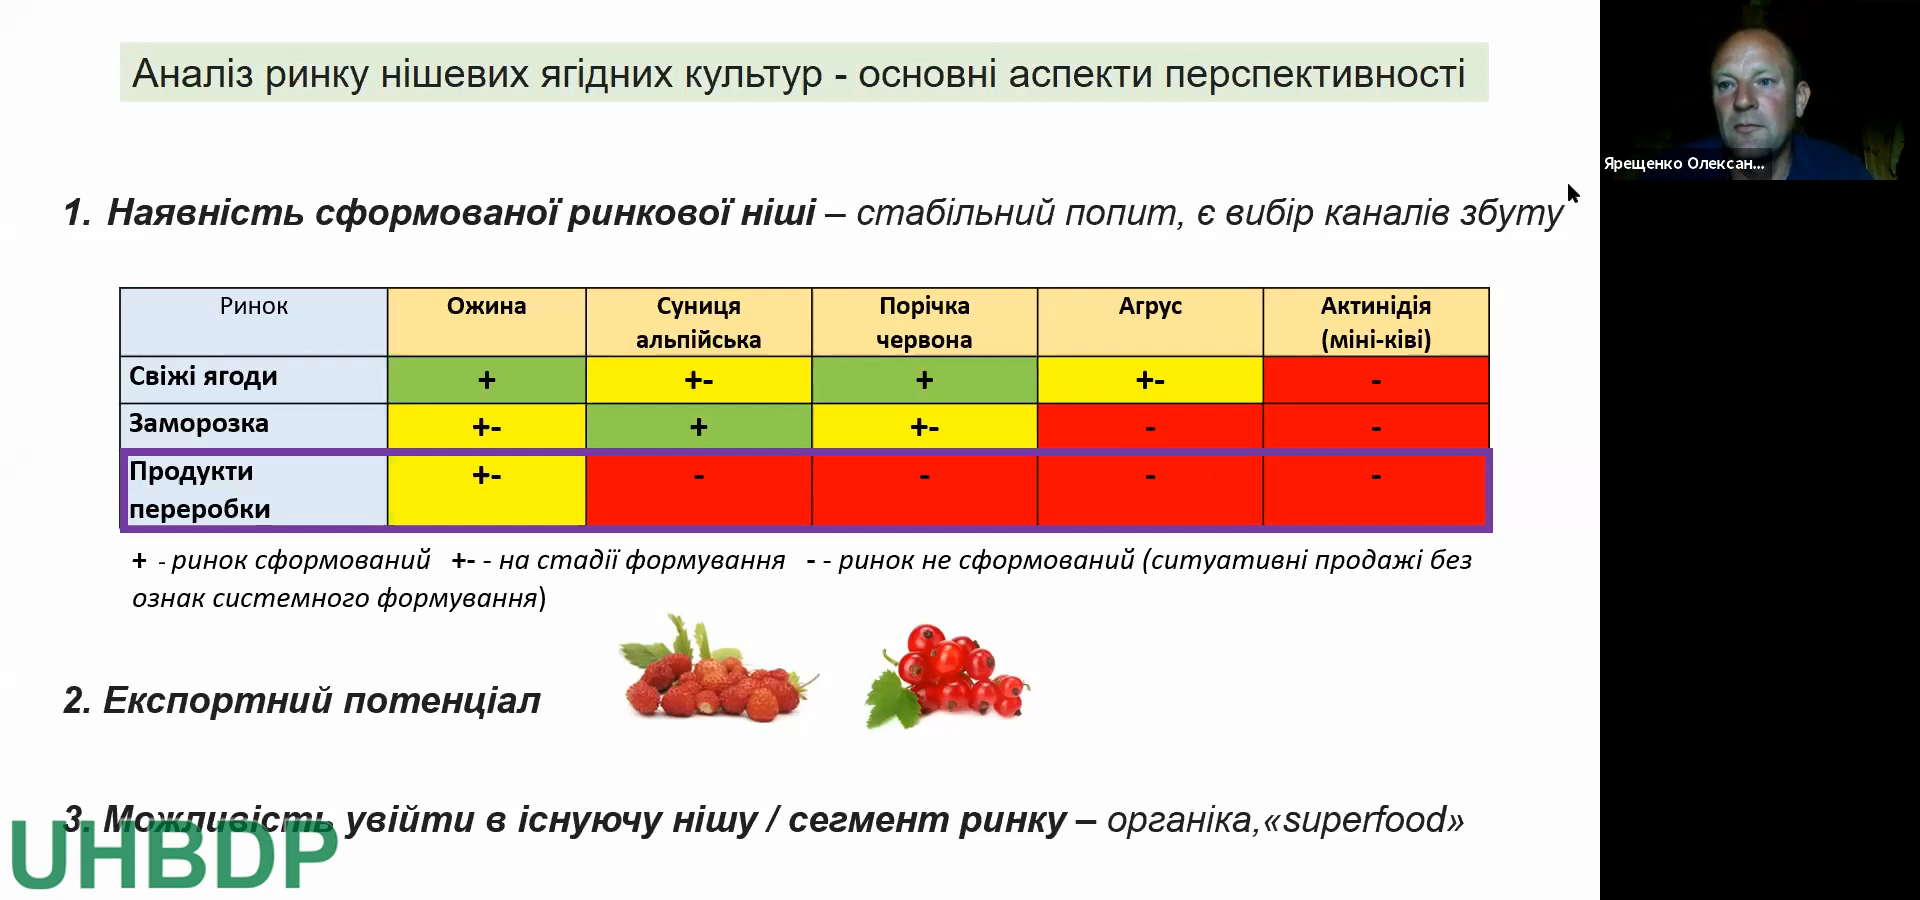 Аналіз ринку нішевих ягідних культур - основні аспекти перспективності
Ярещенко Олексан...
1. Наявність сформованої ринкової ніші – стабільний попит, є вибір каналів збуту
Ринок Ожина Суниця альпійська Порічка червона Агрус Актинідія (міні-ківі)
Свіжі ягоди + +- + +- -
Заморозка +- + +- - -
Продукти переробки +- - - - -
+ - ринок сформований +- - на стадії формування - - ринок не сформований (ситуативні продажі без
ознак системного формування)
2. Експортний потенціал
3. Можливість увійти в існуючу нішу / сегмент ринку – органіка,«superfood»
UHBDP